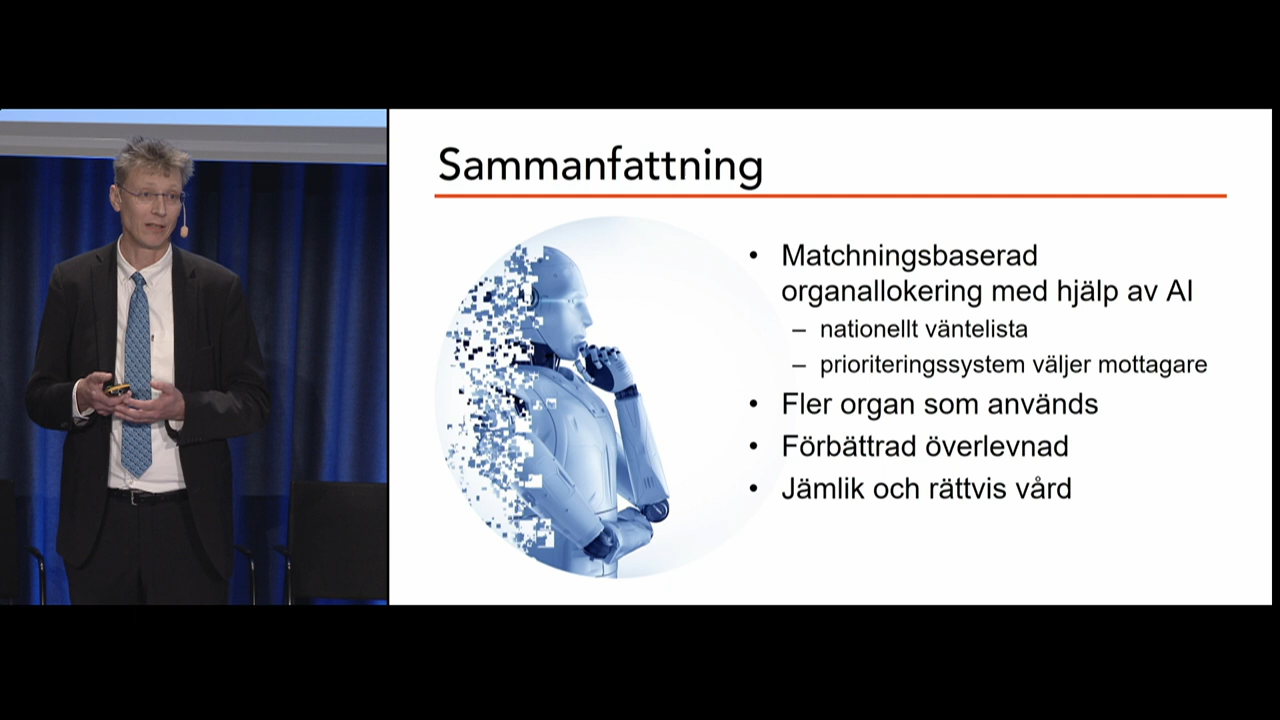 Sammanfattning
• Matchningsbaserad
organallokering med hjälp av AI
– nationellt väntelista
– prioriteringssystem väljer mottagare
• Fler organ som används
• Förbättrad överlevnad
• Jämlik och rättvis vård